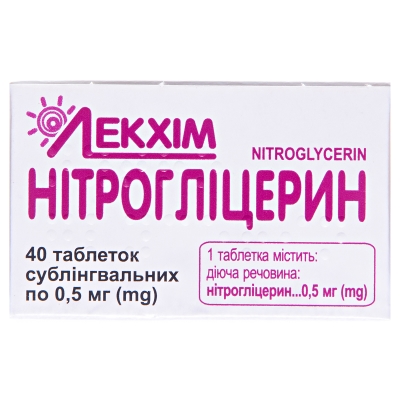 ЛЕКХІМ
NITROGLYCERIN
НІТРОГЛІЦЕРИН
40 таблеток
сублінгвальних
по 0,5 мг (mg)
1 таблетка містить:
діюча речовина:
нітрогліцерин...0,5 мг (mg)